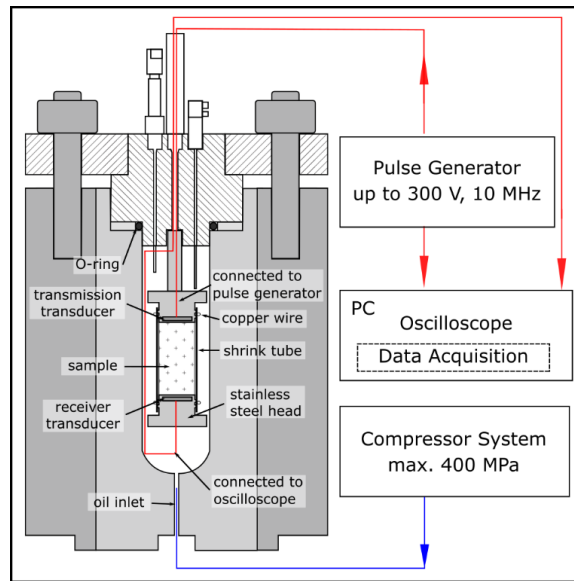 Pulse Generator
up to 300 V, 10 MHz
O-ring
connected to
pulse generator
transmission
transducer
copper wire
shrink tube
sample
receiver
transducer
stainless
steel head
connected to
oscilloscope
oil inlet
PC
Oscilloscope
Data Acquisition
Compressor System
max. 400 MPa